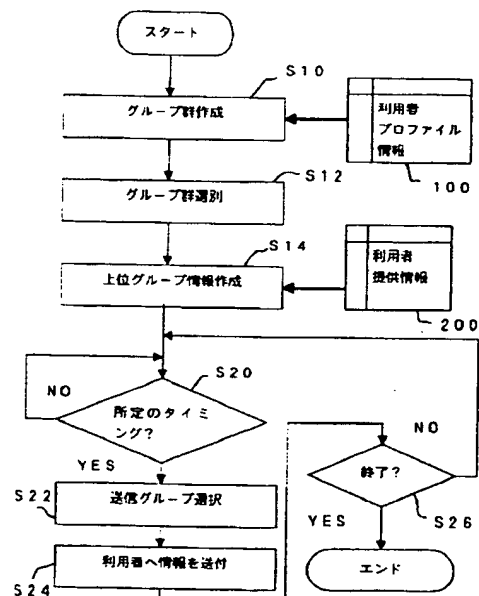 スタート
S10
グループ群作成
利用者
プロファイル
情報
100
S12
グループ群選別
S14
上位グループ情報作成
利用者
提供情報
200
S20
NO
所定のタイミ
ング?
YES
NO
終了?
S22
送信グループ選択
YES
S26
S24
利用者へ情報を送付
エンド